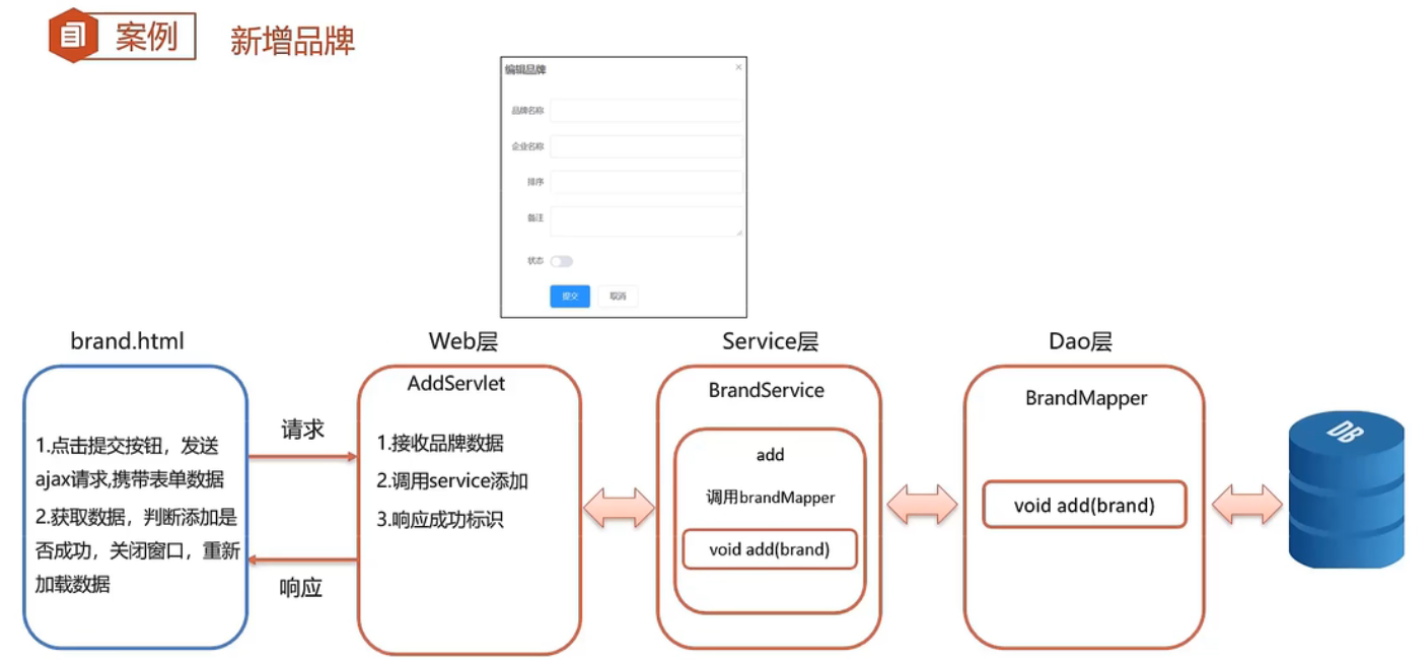 案例
新增品牌
编辑品牌
×
品牌名称
企业名称
排序
备注
状态
提交
取消
brand.html
1.点击提交按钮，发送
ajax请求,携带表单数据
2.获取数据，判断添加是
否成功，关闭窗口，重新
加载数据
请求
响应
Web层
AddServlet
1.接收品牌数据
2.调用service添加
3.响应成功标识
Service层
BrandService
add
调用brandMapper
void add(brand)
Dao层
BrandMapper
void add(brand)
DB